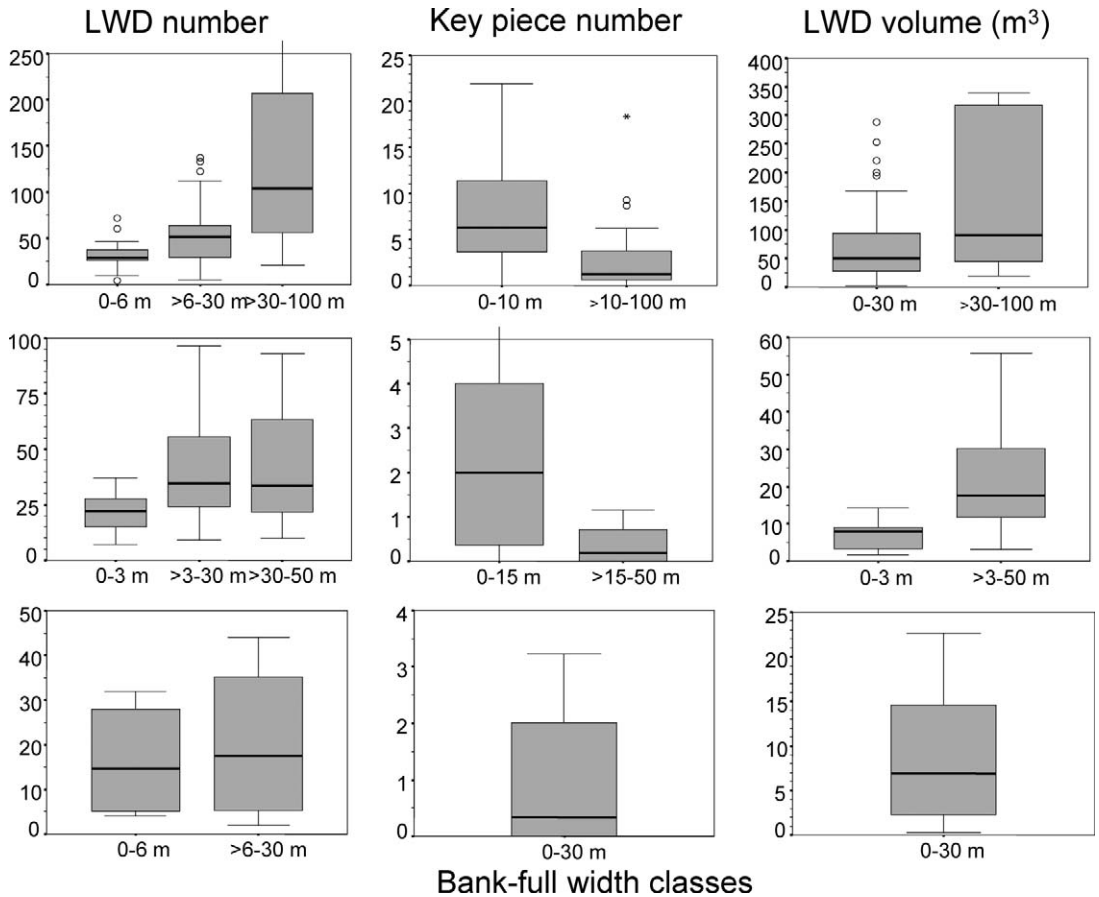 LWD number
Key piece number
LWD volume (m³)
250
200
150
100
50
0
0-6 m
>6-30 m
>30-100 m
25
20
15
10
5
0
0-10 m
>10-100 m
400
350
300
250
200
150
100
50
0
0-30 m
>30-100 m
100
75
50
25
0
0-3 m
>3-30 m
>30-50 m
5
4
3
2
1
0
0-15 m
>15-50 m
60
50
40
30
20
10
0
0-3 m
>3-50 m
50
40
30
20
10
0
0-6 m
>6-30 m
4
3
2
1
0
0-30 m
25
20
15
10
5
0
0-30 m
Bank-full width classes